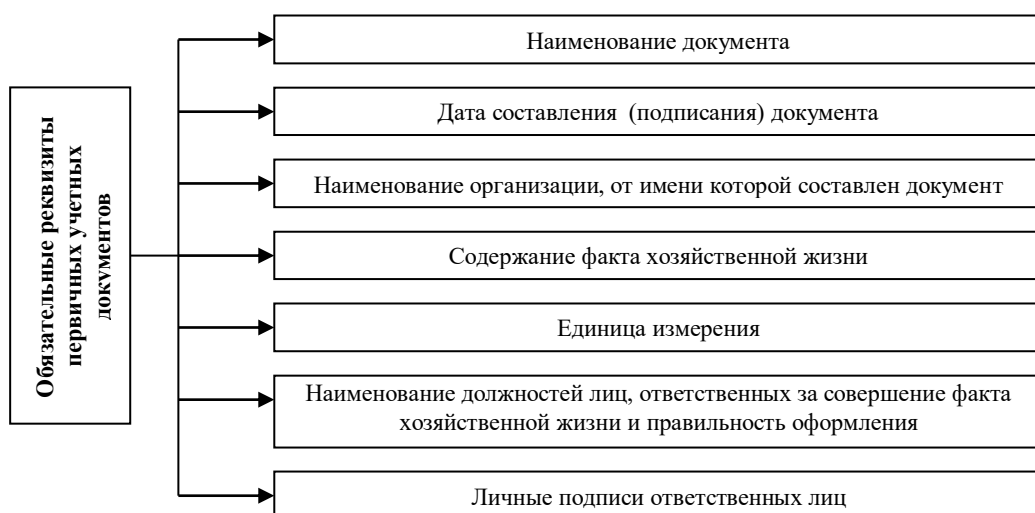 Обязательные реквизиты
первичных учетных
документов
Наименование документа
Дата составления (подписания) документа
Наименование организации, от имени которой составлен документ
Содержание факта хозяйственной жизни
Единица измерения
Наименование должностей лиц, ответственных за совершение факта
хозяйственной жизни и правильность оформления
Личные подписи ответственных лиц